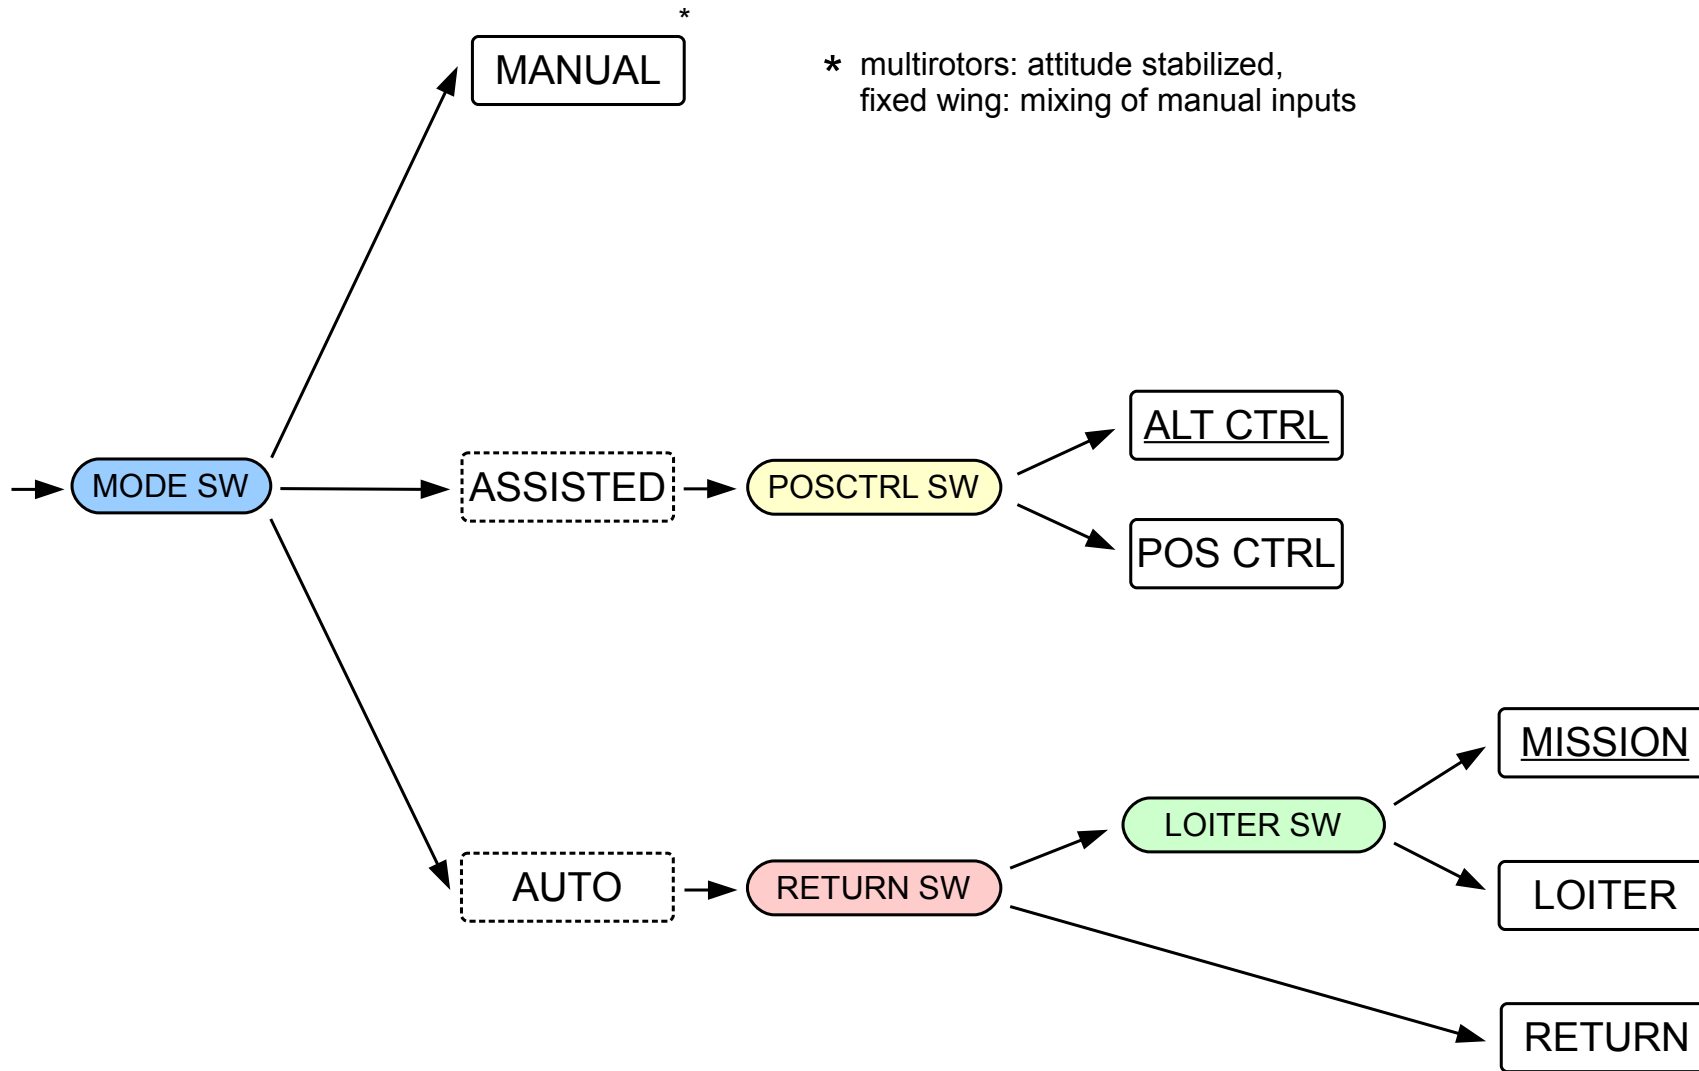 *
MANUAL
* multirotors: attitude stabilized,
fixed wing: mixing of manual inputs
ALT CTRL
MODE SW
ASSISTED
POSCTRL SW
POS CTRL
MISSION
LOITER SW
AUTO
RETURN SW
LOITER
RETURN